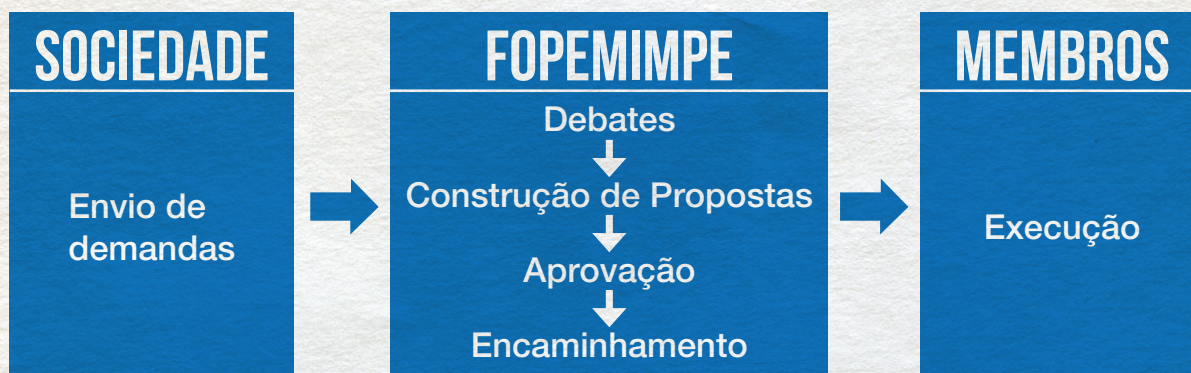 SOCIEDADE
Envio de
demandas
FOPEMIMPE
Debates
Construção de Propostas
Aprovação
Encaminhamento
MEMBROS
Execução